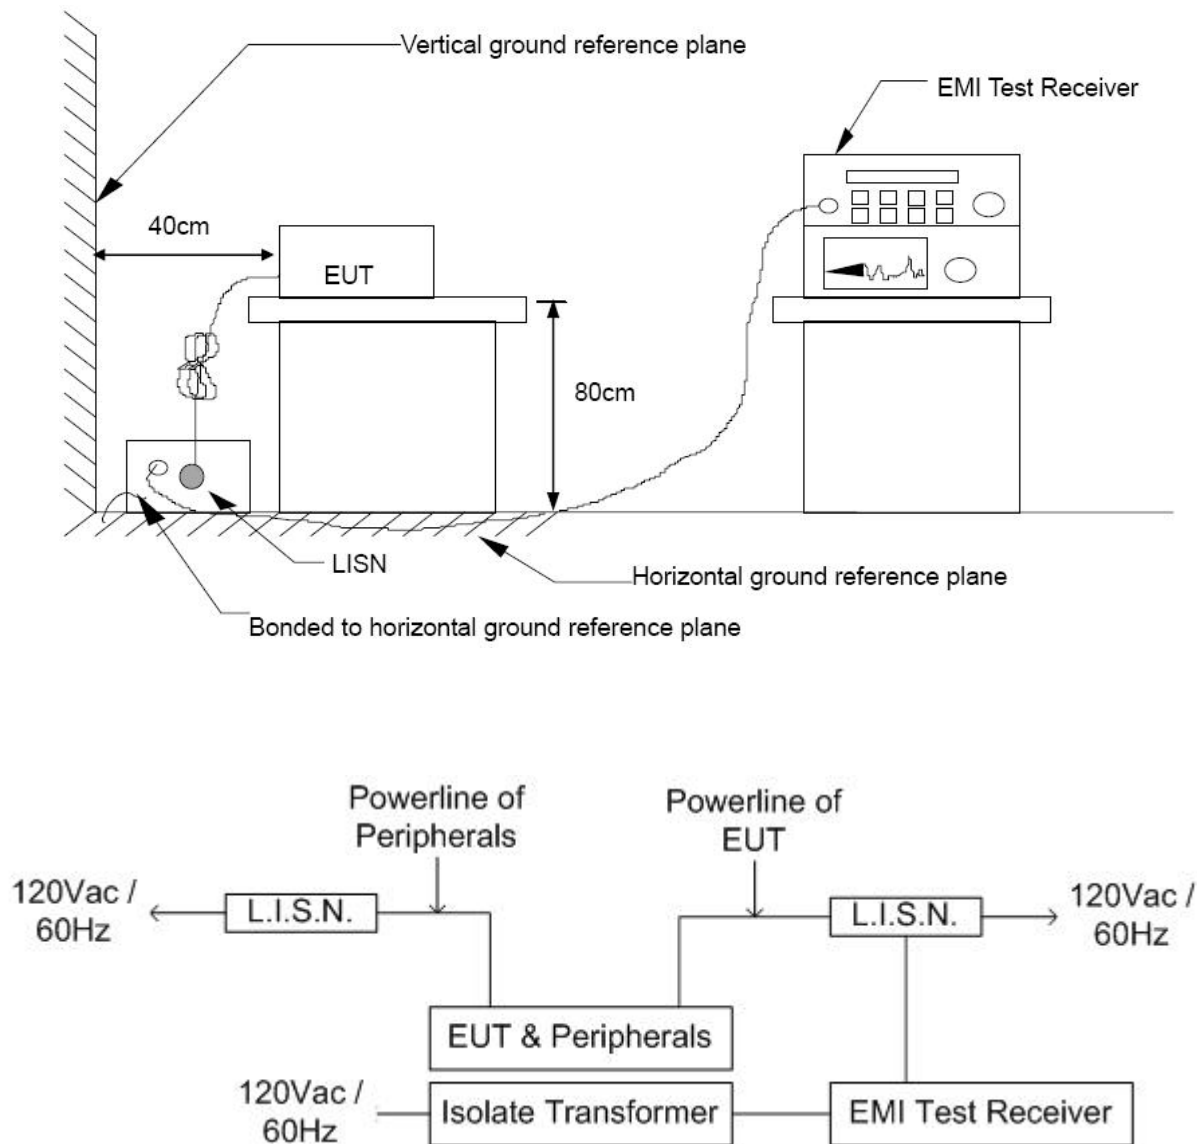 Vertical ground reference plane
EMI Test Receiver
40cm
EUT
80cm
LISN
Horizontal ground reference plane
Bonded to horizontal ground reference plane
Powerline of
Peripherals
Powerline of
EUT
120Vac /
60Hz
L.I.S.N.
L.I.S.N.
120Vac /
60Hz
EUT & Peripherals
120Vac /
60Hz
Isolate Transformer
EMI Test Receiver